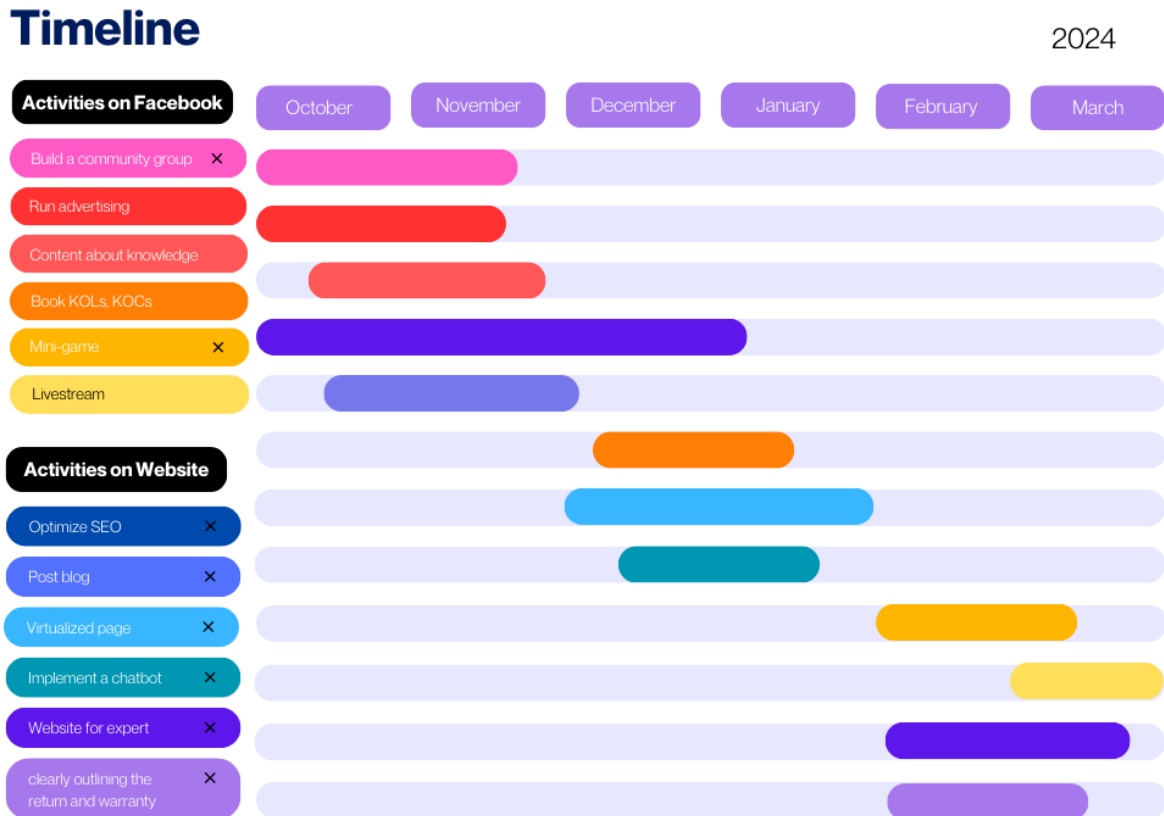 Timeline
2024
Activities on Facebook
October
November
December
January
February
March
Build a community group ✕
Run advertising
Content about knowledge
Book KOLs, KOCs
Mini-game ✕
Livestream
Activities on Website
Optimize SEO ✕
Post blog ✕
Virtualized page ✕
Implement a chatbot ✕
Website for expert ✕
clearly outlining the ✕
return and warranty